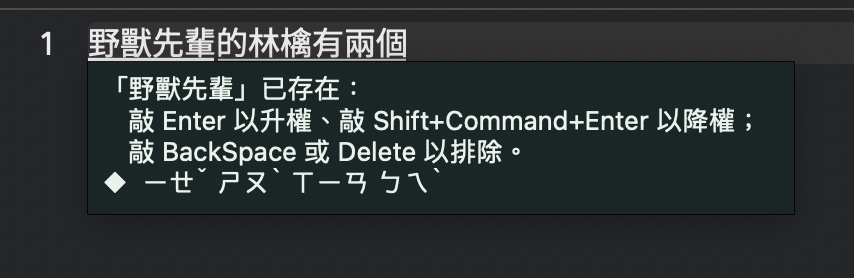 1 野獸先輩的林檎有兩個
「野獸先輩」已存在：
敲 Enter 以升權、敲 Shift+Command+Enter 以降權；
敲 BackSpace 或 Delete 以排除。
◆ ㄧㄝˇ ㄕㄡˋ ㄒㄧㄢ ㄅㄟˋ